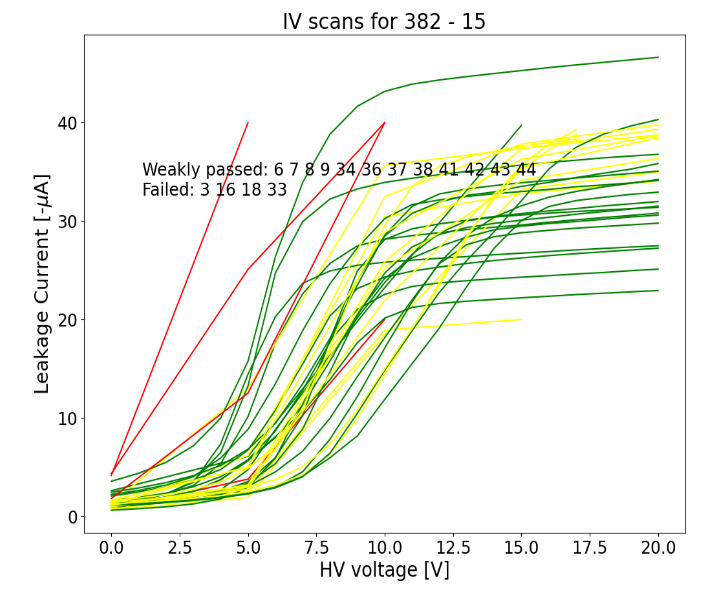 IV scans for 382 - 15
Leakage Current [-μA]
40
30
20
10
0
Weakly passed: 6 7 8 9 34 36 37 38 41 42 43 44
Failed: 3 16 18 33
0.0 2.5 5.0 7.5 10.0 12.5 15.0 17.5 20.0
HV voltage [V]